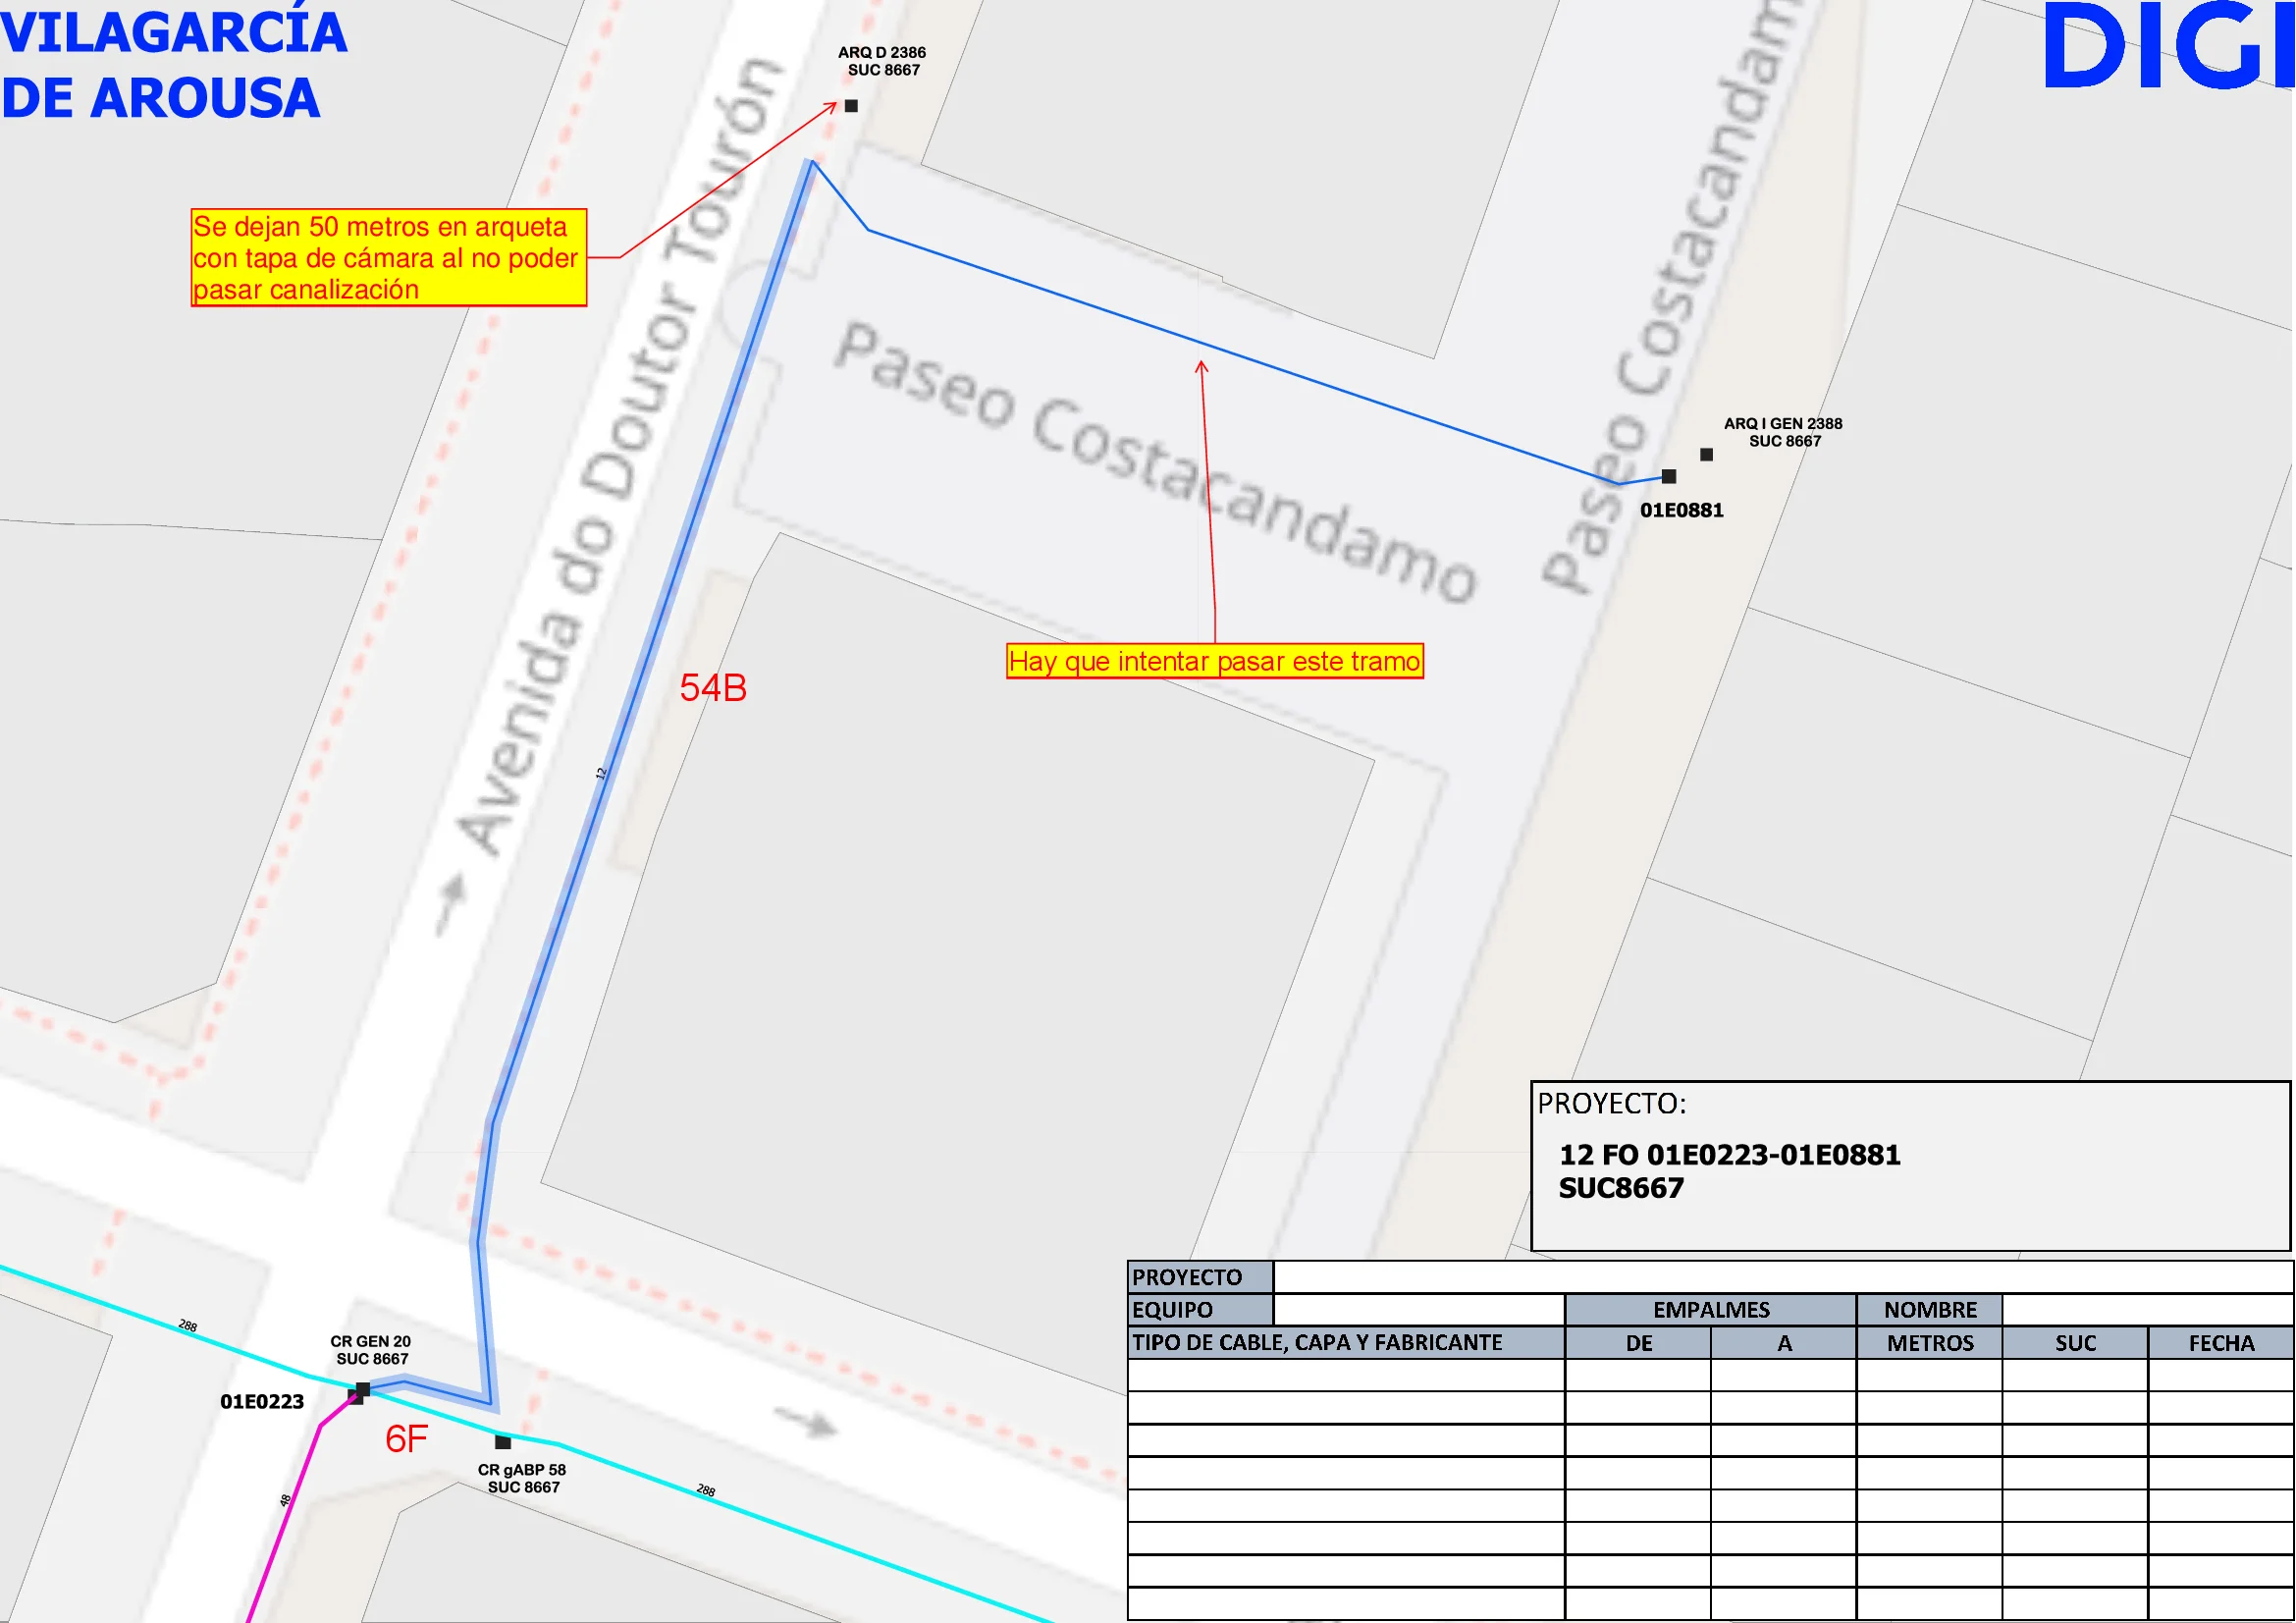 VILAGARCÍA
DE AROUSA
DIGI
ARQ D 2386
SUC 8667
Se dejan 50 metros en arqueta
con tapa de cámara al no poder
pasar canalización
Avenida do Doutor Tourón
Paseo Costacandamo
Paseo Costacandam
ARQ I GEN 2388
SUC 8667
01E0881
Hay que intentar pasar este tramo
54B
12
PROYECTO:
12 FO 01E0223-01E0881
SUC8667
288
CR GEN 20
SUC 8667
01E0223
6F
CR gABP 58
SUC 8667
288
48
PROYECTO
EQUIPO EMPALMES NOMBRE
TIPO DE CABLE, CAPA Y FABRICANTE DE A METROS SUC FECHA